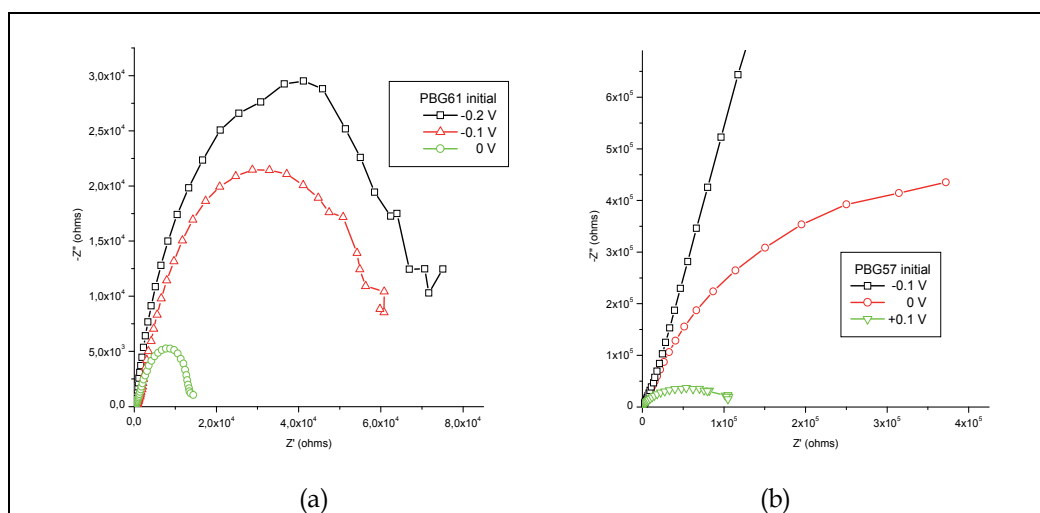 3,0x10⁴
2,5x10⁴
2,0x10⁴
1,5x10⁴
1,0x10⁴
5,0x10³
0,0
-Z'' (ohms)
0,0 2,0x10⁴ 4,0x10⁴ 6,0x10⁴ 8,0x10⁴
Z' (ohms)
PBG61 initial
-0.2 V
-0.1 V
0 V
(a)
6x10⁵
5x10⁵
4x10⁵
3x10⁵
2x10⁵
1x10⁵
0
-Z'' (ohms)
0 1x10⁵ 2x10⁵ 3x10⁵ 4x10⁵
Z' (ohms)
PBG57 initial
-0.1 V
0 V
+0.1 V
(b)